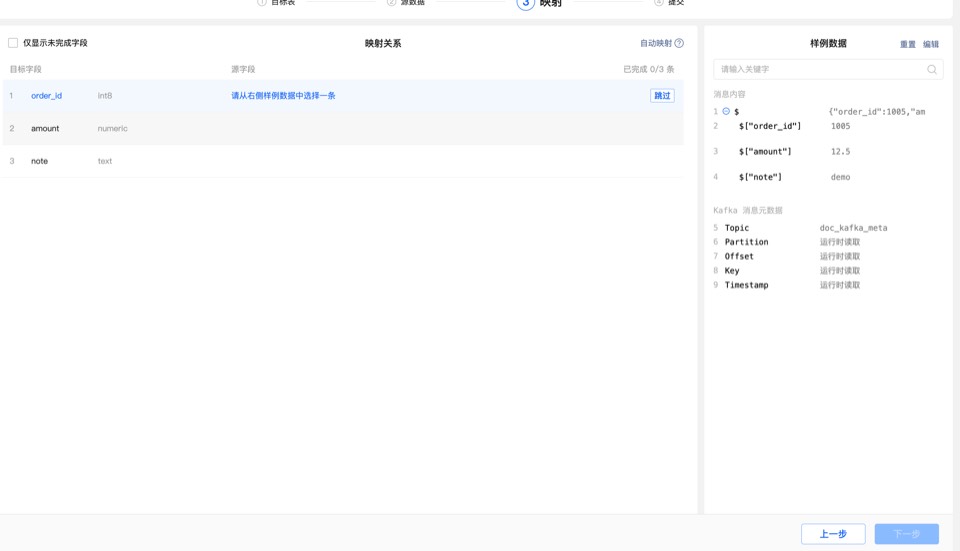 1 目标表 2 源数据 3 映射 4 提交
仅显示未完成字段 映射关系 自动映射 ?
目标字段 源字段 已完成 0/3 条
1 order_id int8 请从右侧样例数据中选择一条 跳过
2 amount numeric
3 note text
样例数据 重置 编辑
请输入关键字
消息内容
1 $ {"order_id":1005,"am
2 $["order_id"] 1005
3 $["amount"] 12.5
4 $["note"] demo
Kafka 消息元数据
5 Topic doc_kafka_meta
6 Partition 运行时读取
7 Offset 运行时读取
8 Key 运行时读取
9 Timestamp 运行时读取
上一步 下一步